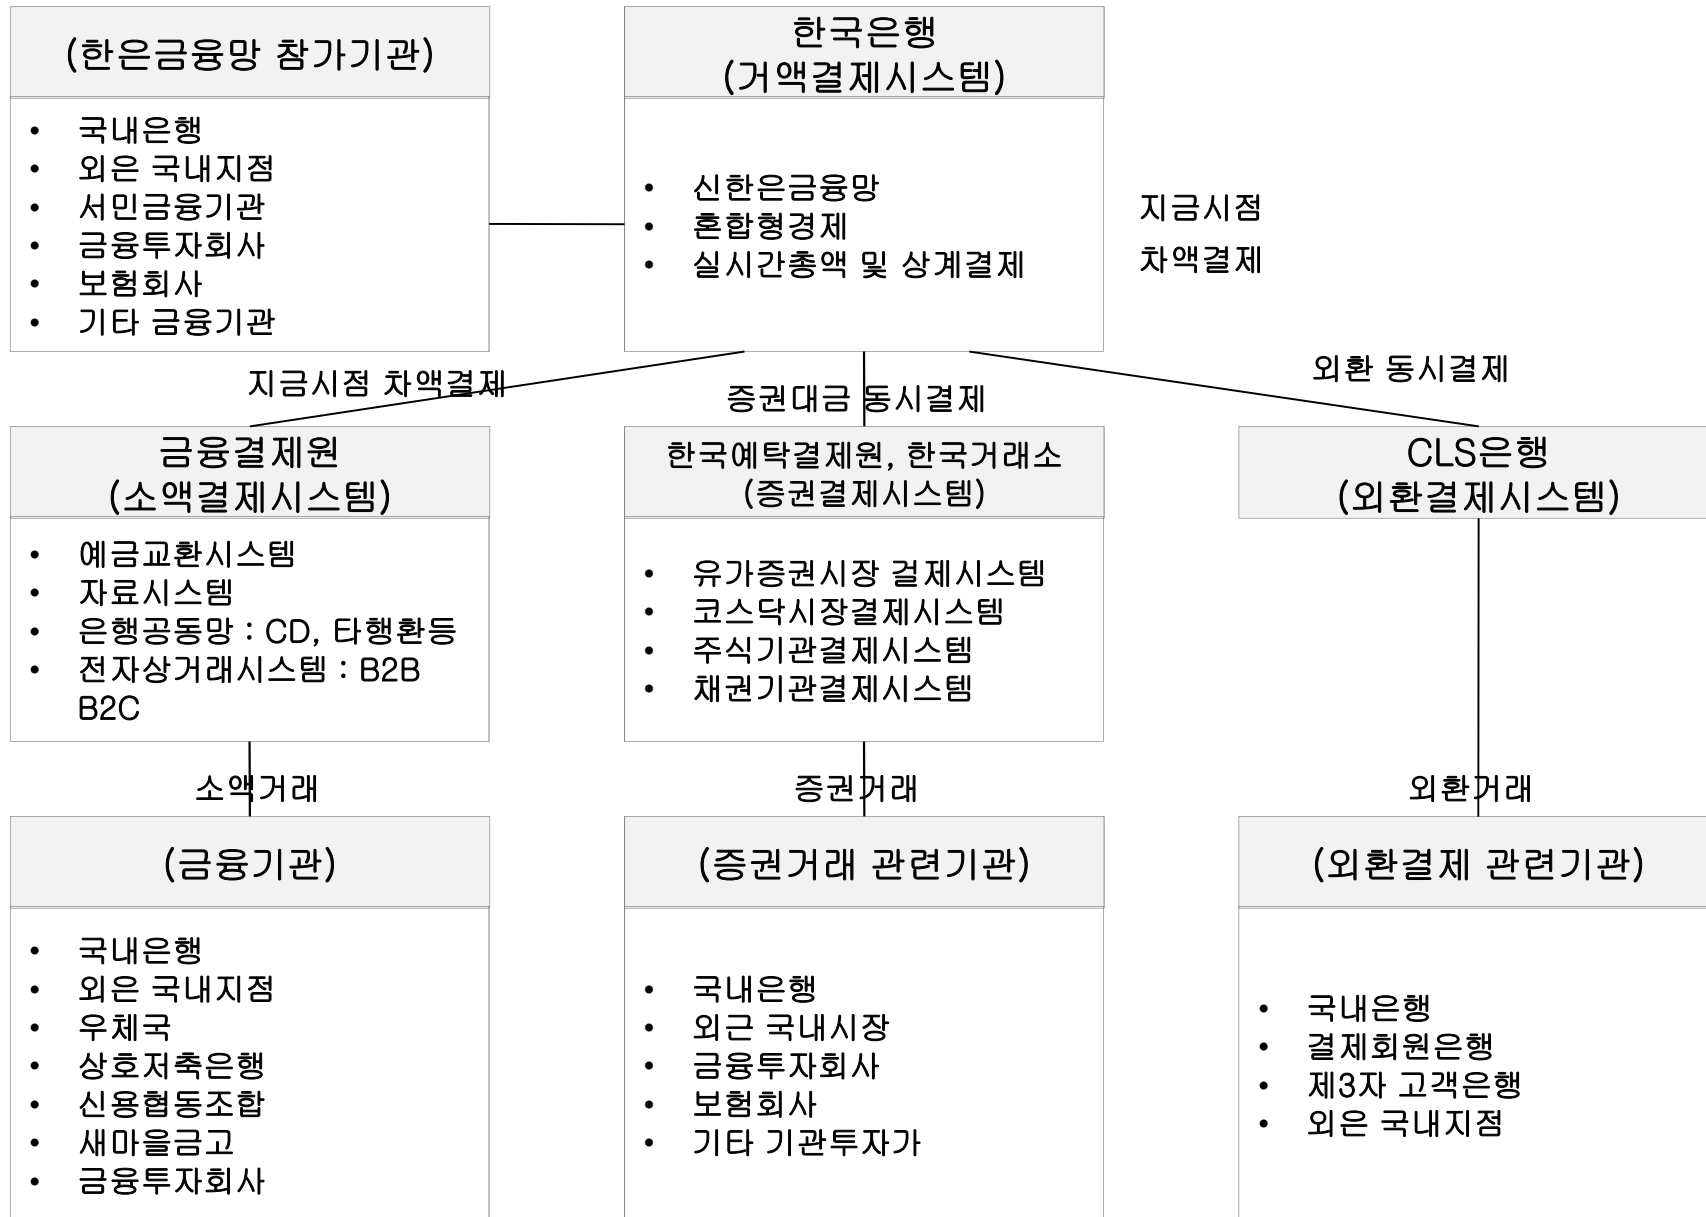 (한은금융망 참가기관)
• 국내은행
• 외은 국내지점
• 서민금융기관
• 금융투자회사
• 보험회사
• 기타 금융기관
한국은행
(거액결제시스템)
• 신한은금융망
• 혼합형경제
• 실시간총액 및 상계결제
지금시점
차액결제
지금시점 차액결제
증권대금 동시결제
외환 동시결제
금융결제원
(소액결제시스템)
• 예금교환시스템
• 자료시스템
• 은행공동망 : CD, 타행환등
• 전자상거래시스템 : B2B
B2C
한국예탁결제원, 한국거래소
(증권결제시스템)
• 유가증권시장 걸제시스템
• 코스닥시장결제시스템
• 주식기관결제시스템
• 채권기관결제시스템
CLS은행
(외환결제시스템)
소액거래
증권거래
외환거래
(금융기관)
• 국내은행
• 외은 국내지점
• 우체국
• 상호저축은행
• 신용협동조합
• 새마을금고
• 금융투자회사
(증권거래 관련기관)
• 국내은행
• 외근 국내시장
• 금융투자회사
• 보험회사
• 기타 기관투자가
(외환결제 관련기관)
• 국내은행
• 결제회원은행
• 제3자 고객은행
• 외은 국내지점